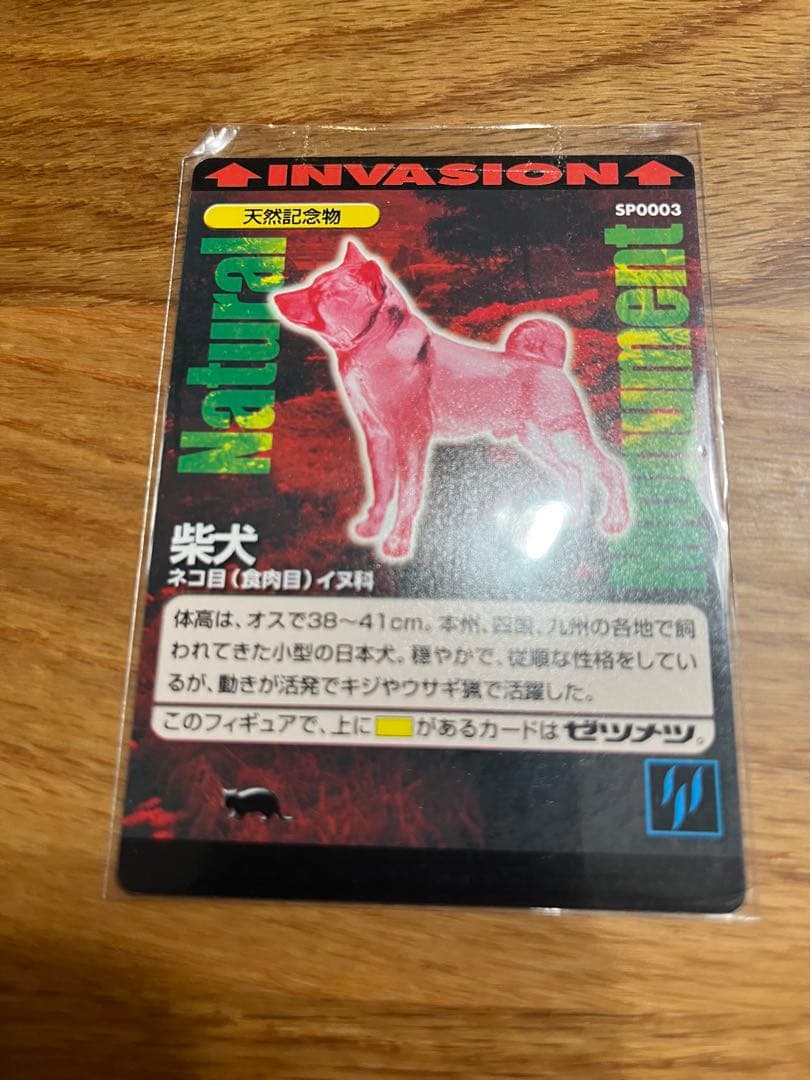 INVASION
天然記念物
SP0003
Natural
Monument
柴犬
ネコ目(食肉目)イヌ科
体高は、オスで38〜41cm。本州、四国、九州の各地で飼
われてきた小型の日本犬。穏やかで、従順な性格をしてい
るが、動きが活発でキジやウサギ猟で活躍した。
このフィギュアで、上に があるカードは ゼツメツ。